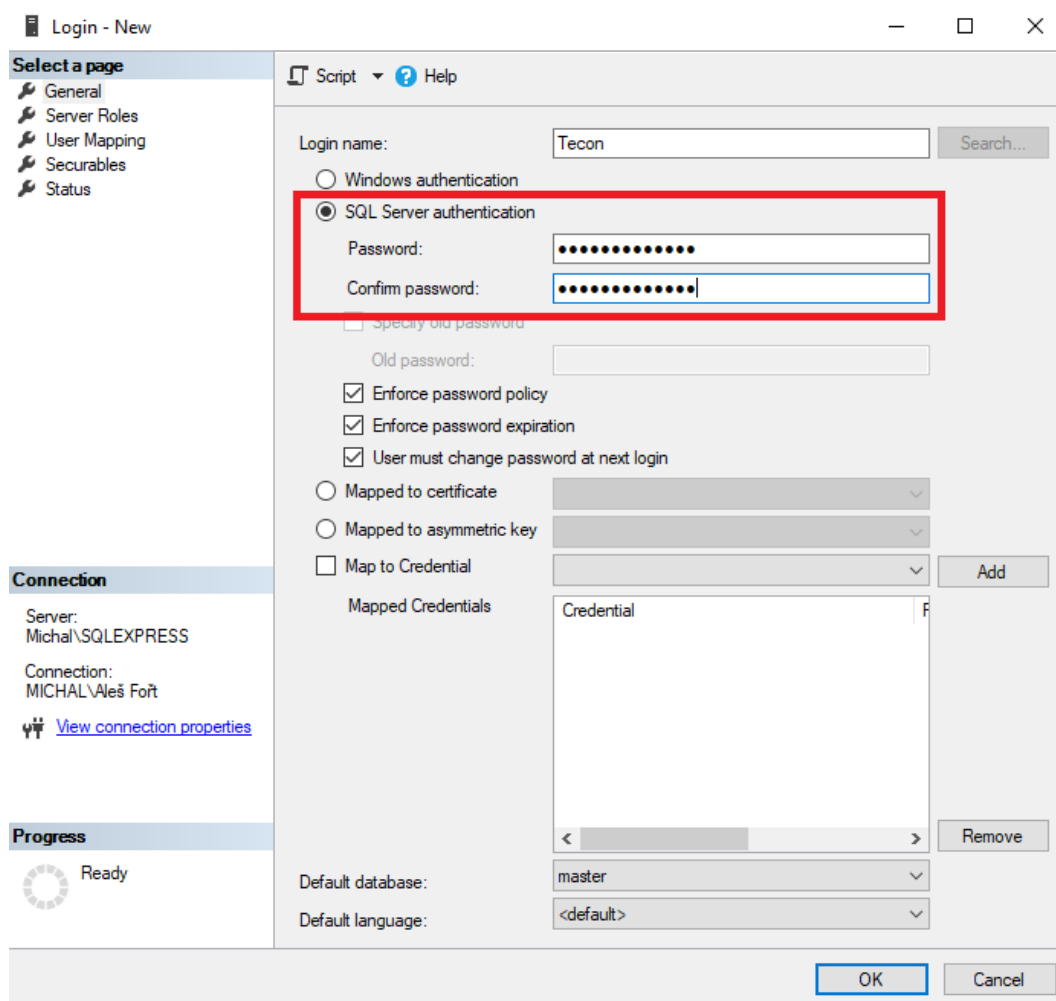 Login - New
Select a page
General
Server Roles
User Mapping
Securables
Status
Connection
Server:
Michal\SQLEXPRESS
Connection:
MICHAL\Aleš Fořt
View connection properties
Progress
Ready
Script
Help
Login name:
Tecon
Search...
Windows authentication
SQL Server authentication
Password:
●●●●●●●●●●●●●
Confirm password:
●●●●●●●●●●●●●
Specify old password
Old password:
Enforce password policy
Enforce password expiration
User must change password at next login
Mapped to certificate
Mapped to asymmetric key
Map to Credential
Add
Mapped Credentials
Credential
Remove
Default database:
master
Default language:
<default>
OK
Cancel